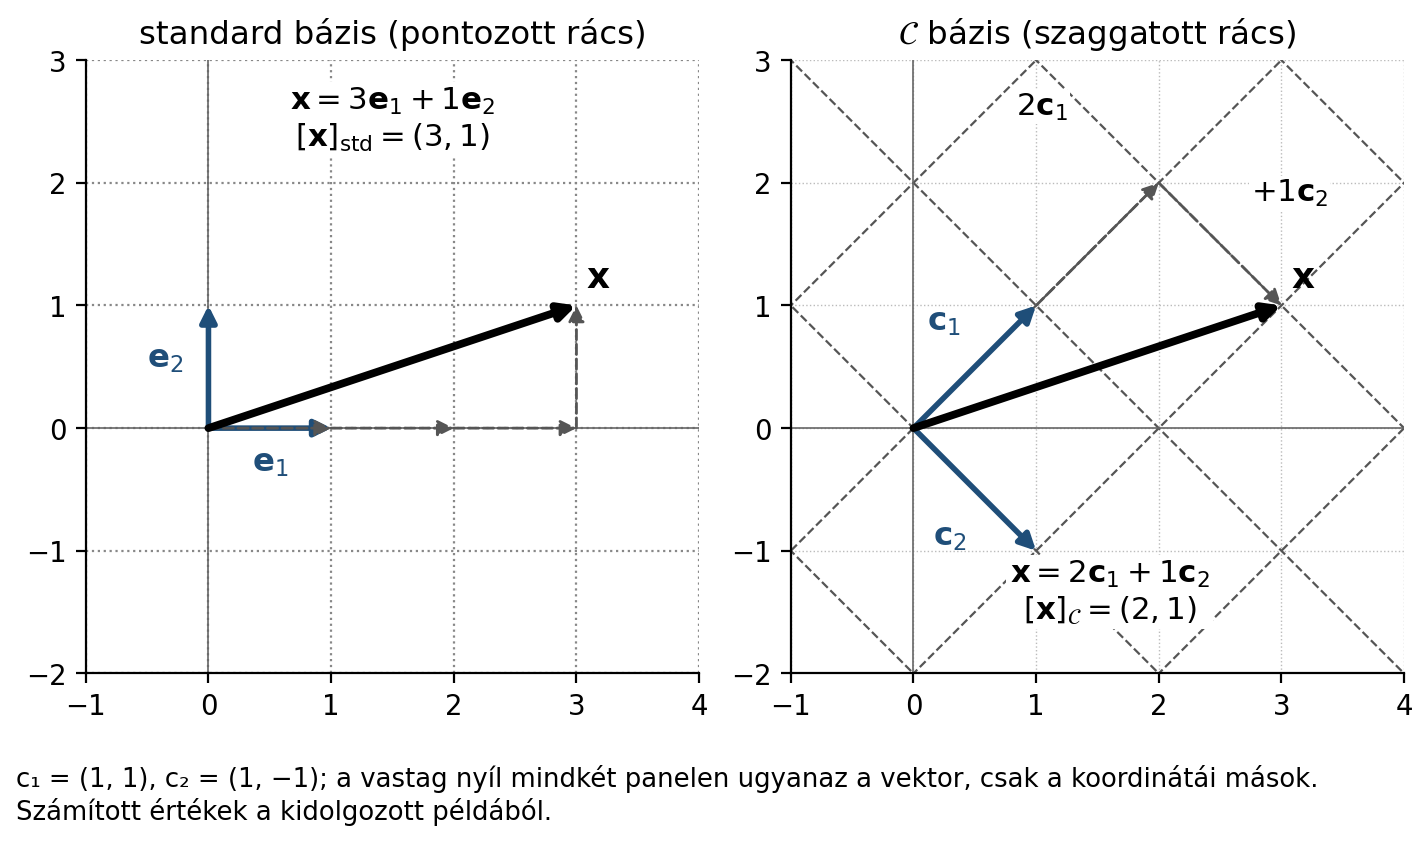 standard bázis (pontozott rács)
x = 3e₁ + 1e₂
[x]std = (3, 1)
x
e₂
e₁
3
2
1
0
−1
−2
−1 0 1 2 3 4
𝒞 bázis (szaggatott rács)
2c₁
+1c₂
x
c₁
c₂
x = 2c₁ + 1c₂
[x]𝒞 = (2, 1)
3
2
1
0
−1
−2
−1 0 1 2 3 4
c₁ = (1, 1), c₂ = (1, −1); a vastag nyíl mindkét panelen ugyanaz a vektor, csak a koordinátái mások.
Számított értékek a kidolgozott példából.